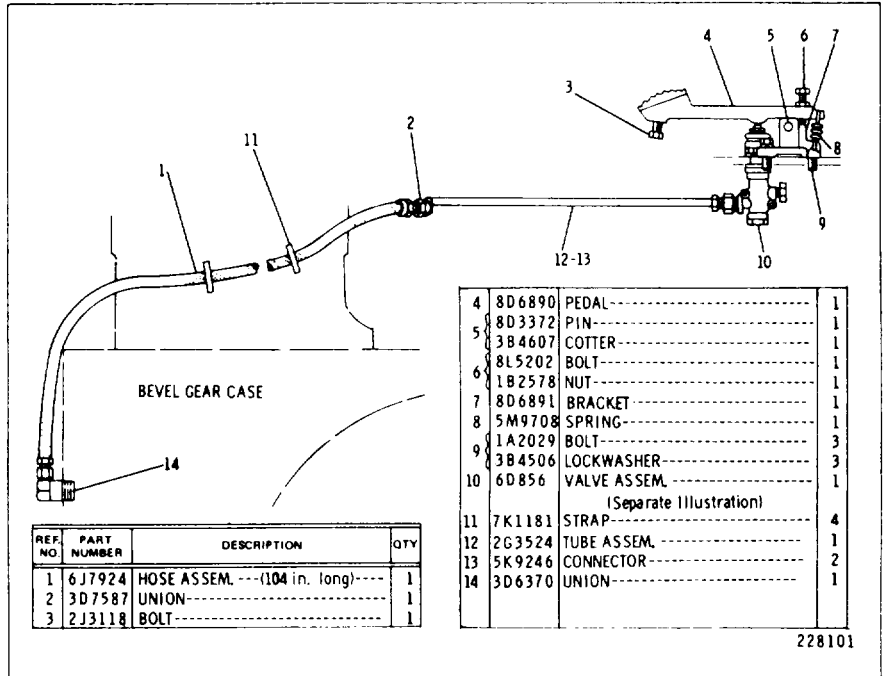 4 5 6 7
3
8
2
11
1
9
12-13
10
BEVEL GEAR CASE
14
REF. NO. PART NUMBER DESCRIPTION QTY
1 6J7924 HOSE ASSEM. ---(104 in. long)---- 1
2 3D7587 UNION------------------------- 1
3 2J3118 BOLT-------------------------- 1
4 8D6890 PEDAL------------------------- 1
5 8D3372 PIN--------------------------- 1
3B4607 COTTER------------------------ 1
6 8L5202 BOLT-------------------------- 1
1B2578 NUT--------------------------- 1
7 8D6891 BRACKET----------------------- 1
8 5M9708 SPRING------------------------ 1
9 1A2029 BOLT-------------------------- 3
3B4506 LOCKWASHER-------------------- 3
10 6D856 VALVE ASSEM. ----------------- 1
(Separate Illustration)
11 7K1181 STRAP------------------------- 4
12 2G3524 TUBE ASSEM.------------------- 1
13 5K9246 CONNECTOR--------------------- 2
14 3D6370 UNION------------------------- 1
228101